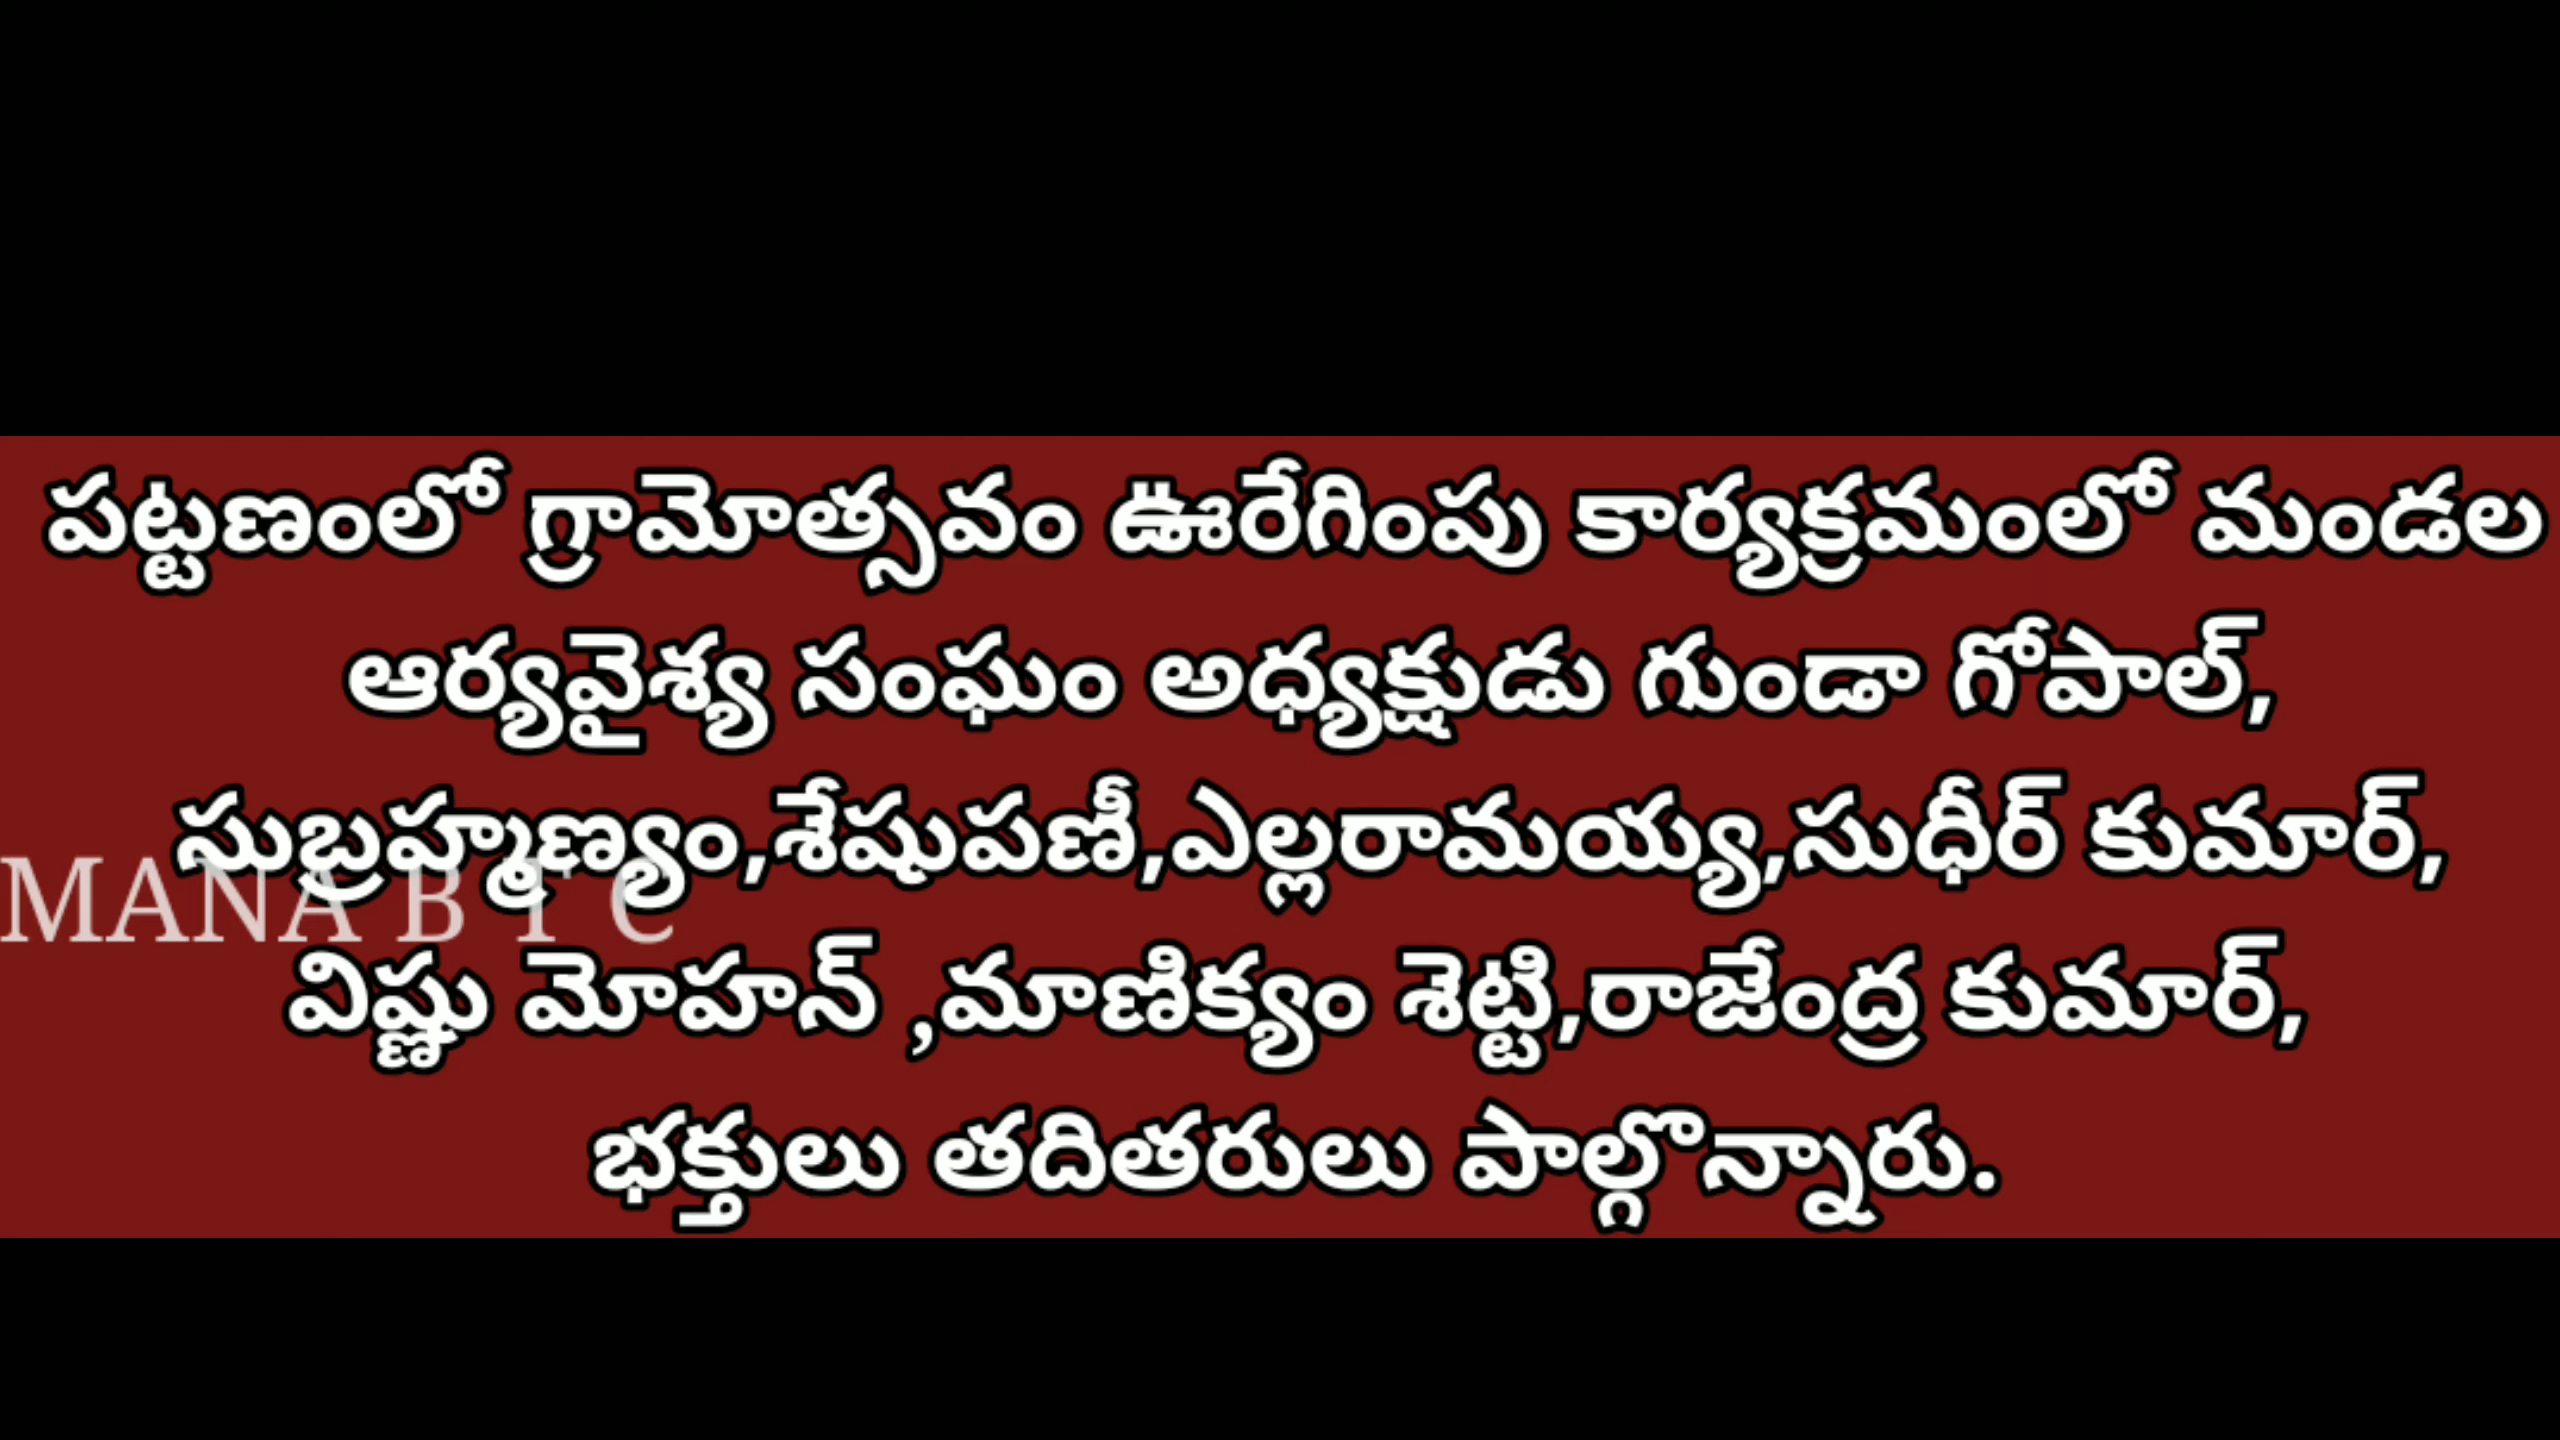 పట్టణంలో గ్రామోత్సవం ఊరేగింపు కార్యక్రమంలో మండల
ఆర్యవైశ్య సంఘం అధ్యక్షుడు గుండా గోపాల్,
సుబ్రహ్మణ్యం,శేషుపణీ,ఎల్లరామయ్య,సుధీర్ కుమార్,
MANA B T C
విష్ణు మోహన్ ,మాణిక్యం శెట్టి,రాజేంద్ర కుమార్,
భక్తులు తదితరులు పాల్గొన్నారు.